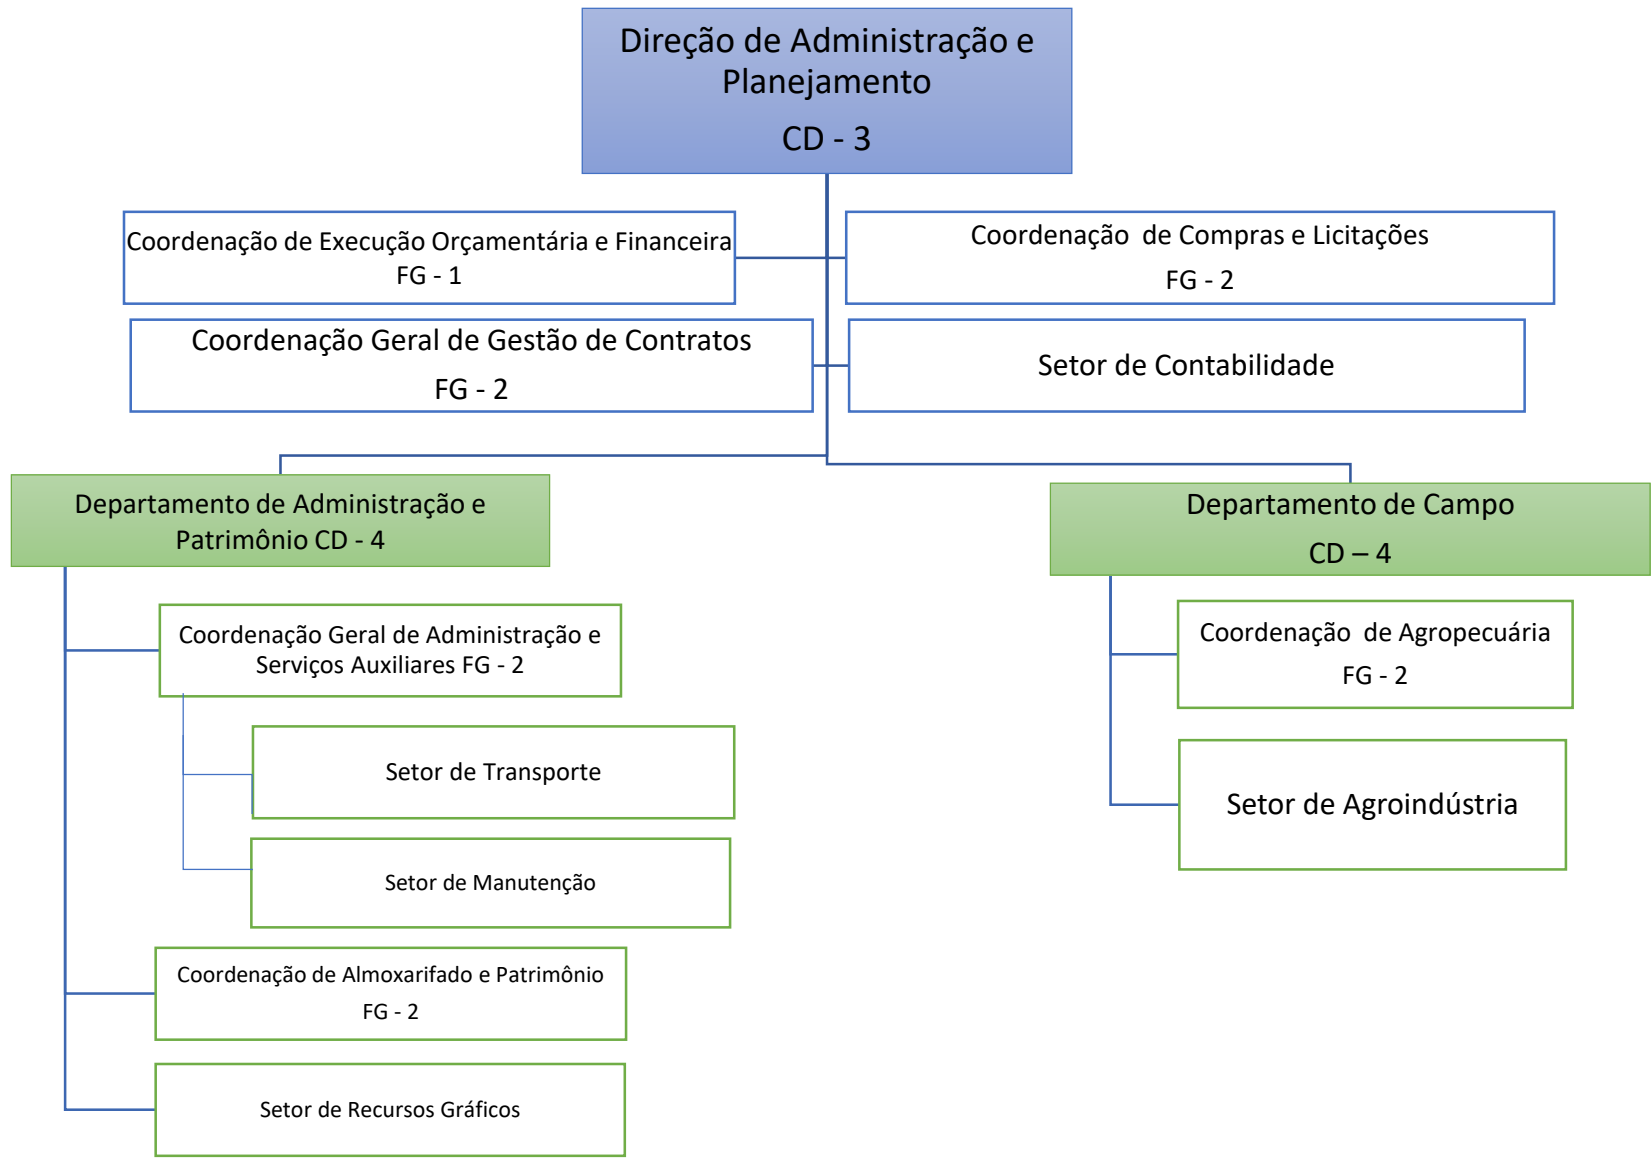 Direção de Administração e
Planejamento
CD - 3
Coordenação de Execução Orçamentária e Financeira
FG - 1
Coordenação  de Compras e Licitações
FG - 2
Coordenação Geral de Gestão de Contratos
FG - 2
Setor de Contabilidade
Departamento de Administração e
Patrimônio CD - 4
Departamento de Campo
CD – 4
Coordenação Geral de Administração e
Serviços Auxiliares FG - 2
Coordenação  de Agropecuária
FG - 2
Setor de Transporte
Setor de Agroindústria
Setor de Manutenção
Coordenação de Almoxarifado e Patrimônio
FG - 2
Setor de Recursos Gráficos